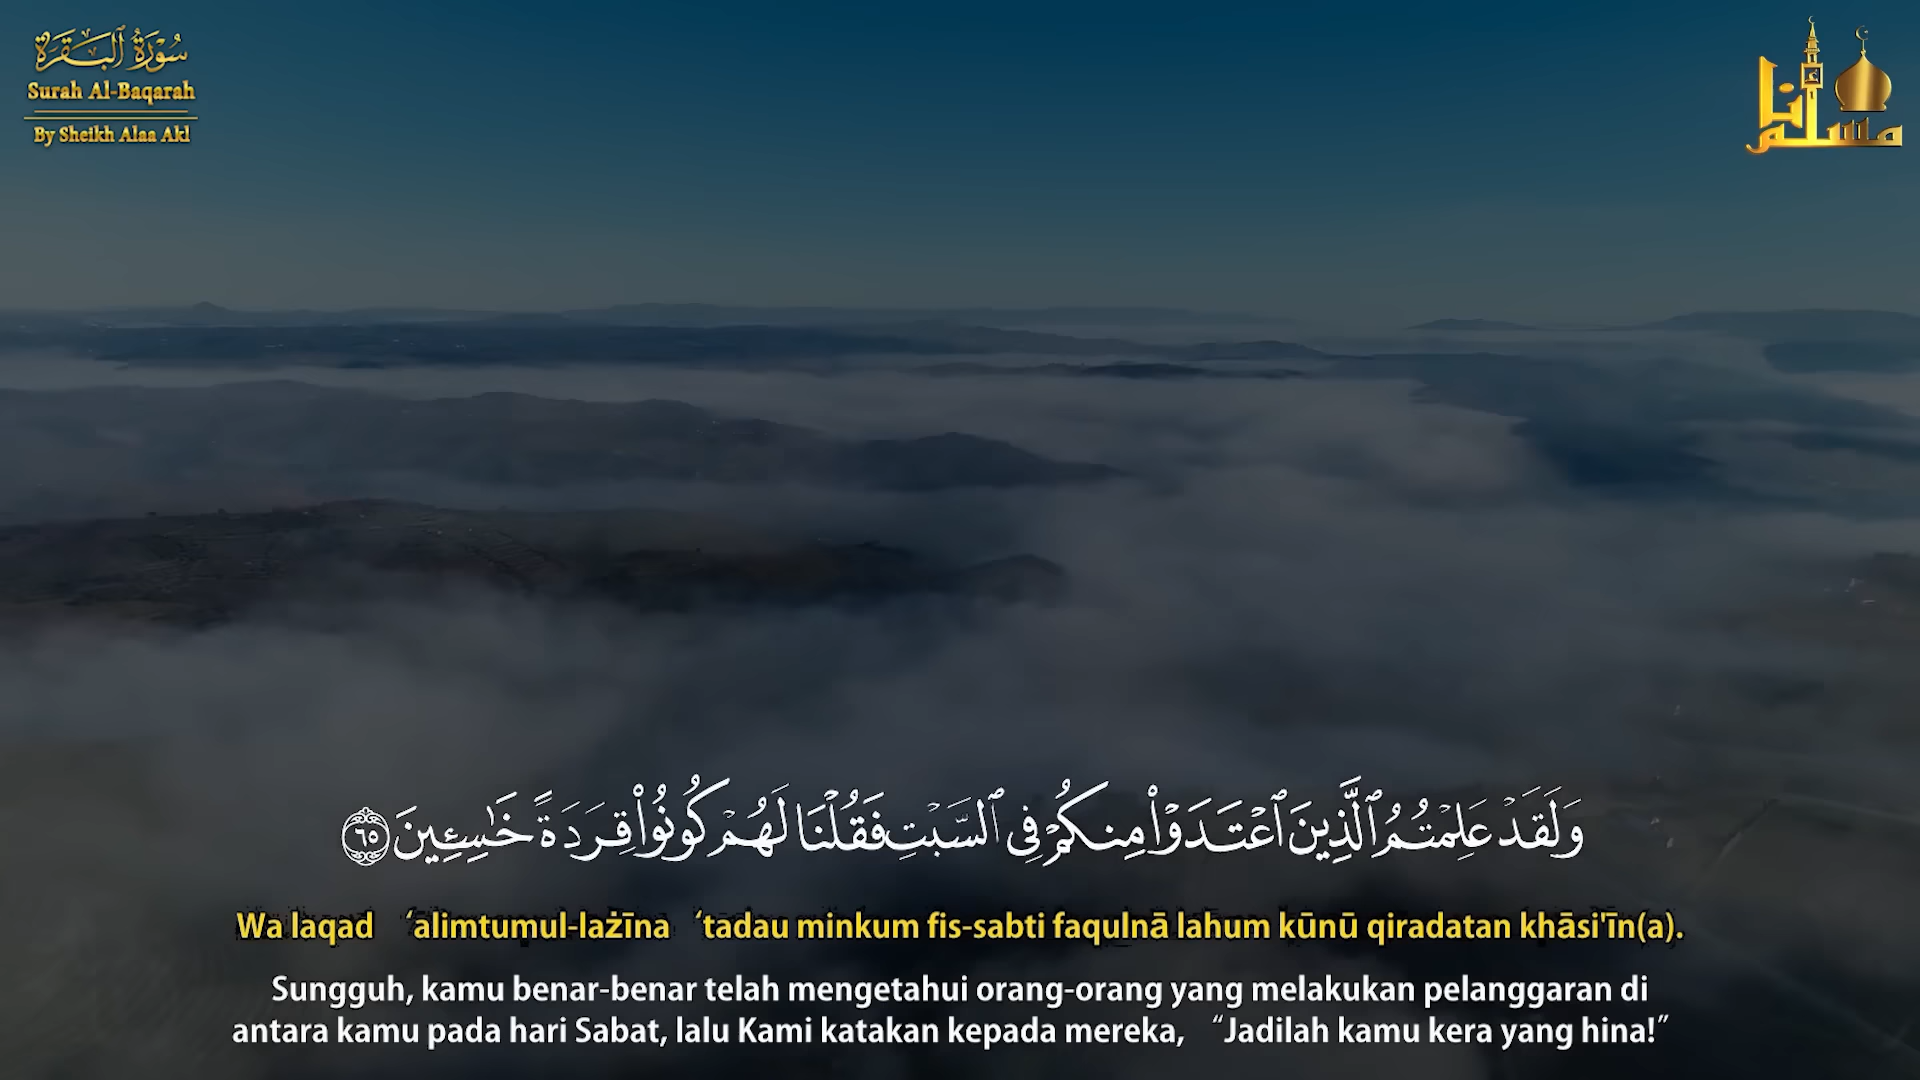 سُورَةُ ٱلْبَقَرَةِ
Surah Al-Baqarah
By Sheikh Alaa Akl
أنا
مسلم
وَلَقَدْ عَلِمْتُمُ ٱلَّذِينَ ٱعْتَدَوْا۟ مِنكُمْ فِى ٱلسَّبْتِ فَقُلْنَا لَهُمْ كُونُوا۟ قِرَدَةً خَـٰسِـِٔينَ ٦٥
Wa laqad ‘alimtumul-lażīna ‘tadau minkum fis-sabti faqulnā lahum kūnū qiradatan khāsi'īn(a).
Sungguh, kamu benar-benar telah mengetahui orang-orang yang melakukan pelanggaran di
antara kamu pada hari Sabat, lalu Kami katakan kepada mereka, “Jadilah kamu kera yang hina!”